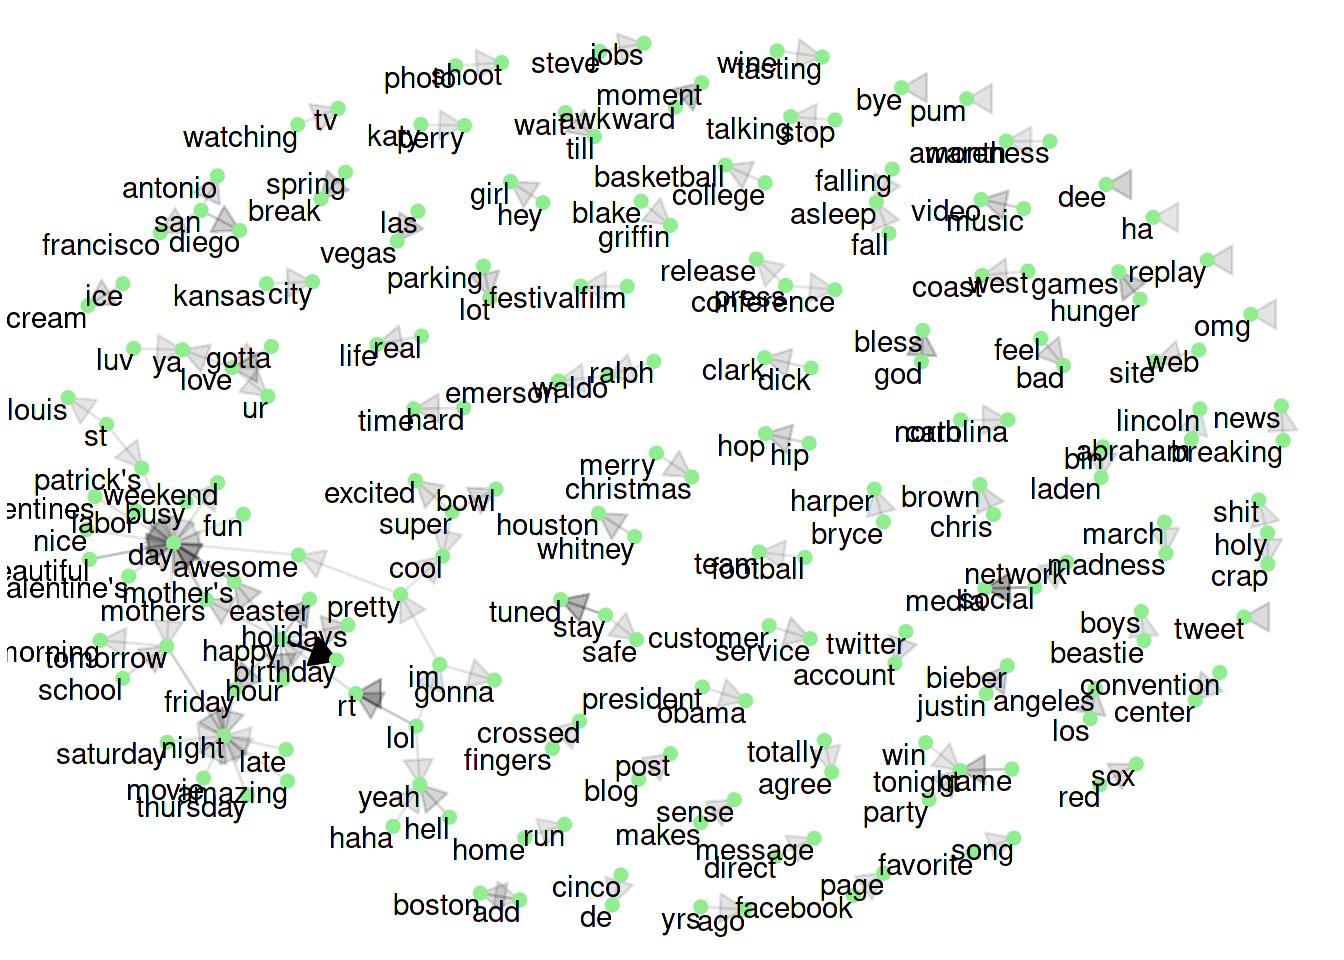 steve
jobs
wine
tasting
photo
shoot
moment
bye
pum
tv
watching
katy
perry
wait
awkward
till
talking
stop
awareness
month
antonio
spring
break
girl
hey
basketball
college
falling
asleep
fall
dee
san
francisco
diego
las
vegas
blake
griffin
video
music
ha
parking
lot
release
press
conference
replay
ice
cream
kansas
city
festival
film
coast
west
games
hunger
omg
luv
ya
gotta
love
ur
life
real
bless
god
feel
bad
site
web
emerson
waldo
ralph
clark
dick
louis
st
time
hard
lincoln
abraham
news
breaking
hop
hip
north
carolina
bin
laden
patrick's
weekend
merry
christmas
entines
labor
busy
fun
excited
bowl
super
harper
bryce
brown
chris
shit
holy
crap
nice
day
awesome
houston
whitney
march
madness
eautiful
alentine's
mother's
mothers
easter
pretty
cool
team
football
network
media
social
holidays
happy
birthday
hour
tuned
stay
safe
customer
service
twitter
account
boys
beastie
tweet
morning
tomorrow
school
friday
im
gonna
rt
president
obama
bieber
justin
angeles
los
convention
center
lol
crossed
fingers
saturday
night
late
movie
amazing
thursday
post
blog
totally
agree
win
tonight
game
party
sox
red
yeah
haha
hell
home
run
sense
makes
message
direct
song
favorite
boston
add
cinco
de
yrs
ago
page
facebook